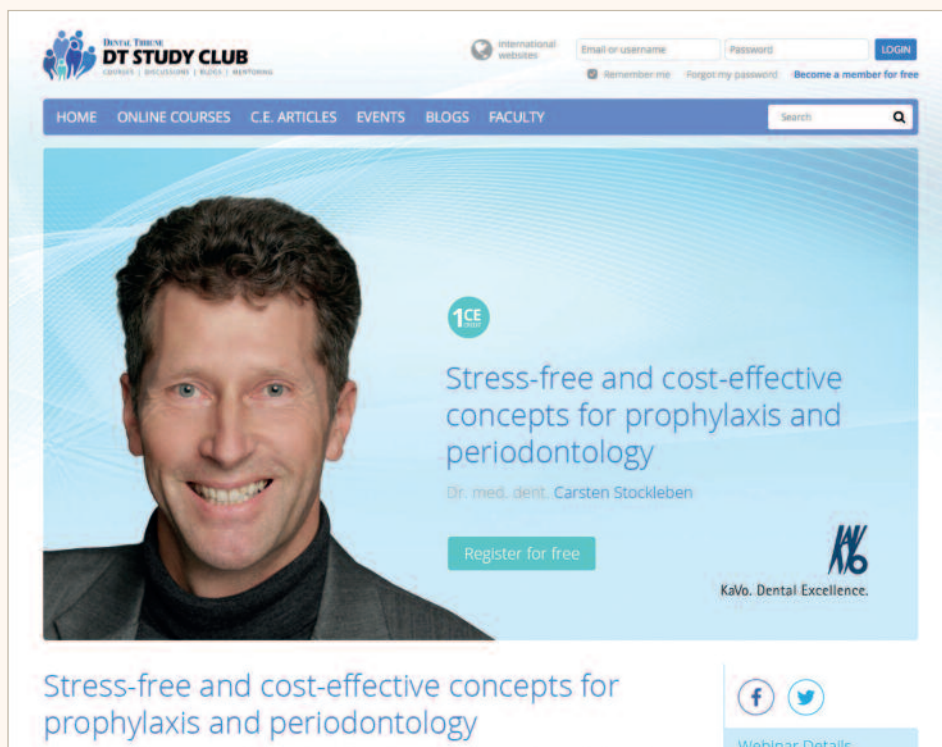 DENTAL TRIBUNE
DT STUDY CLUB
COURSES | DISCUSSIONS | BLOGS | MENTORING
international
websites
Email or username
Password
LOGIN
Remember me
Forgot my password
Become a member for free
HOME
ONLINE COURSES
C.E. ARTICLES
EVENTS
BLOGS
FACULTY
Search
1CE
CREDIT
Stress-free and cost-effective
concepts for prophylaxis and
periodontology
Dr. med. dent. Carsten Stockleben
Register for free
KAVO
KaVo. Dental Excellence.
Stress-free and cost-effective concepts for
prophylaxis and periodontology
Webinar Details